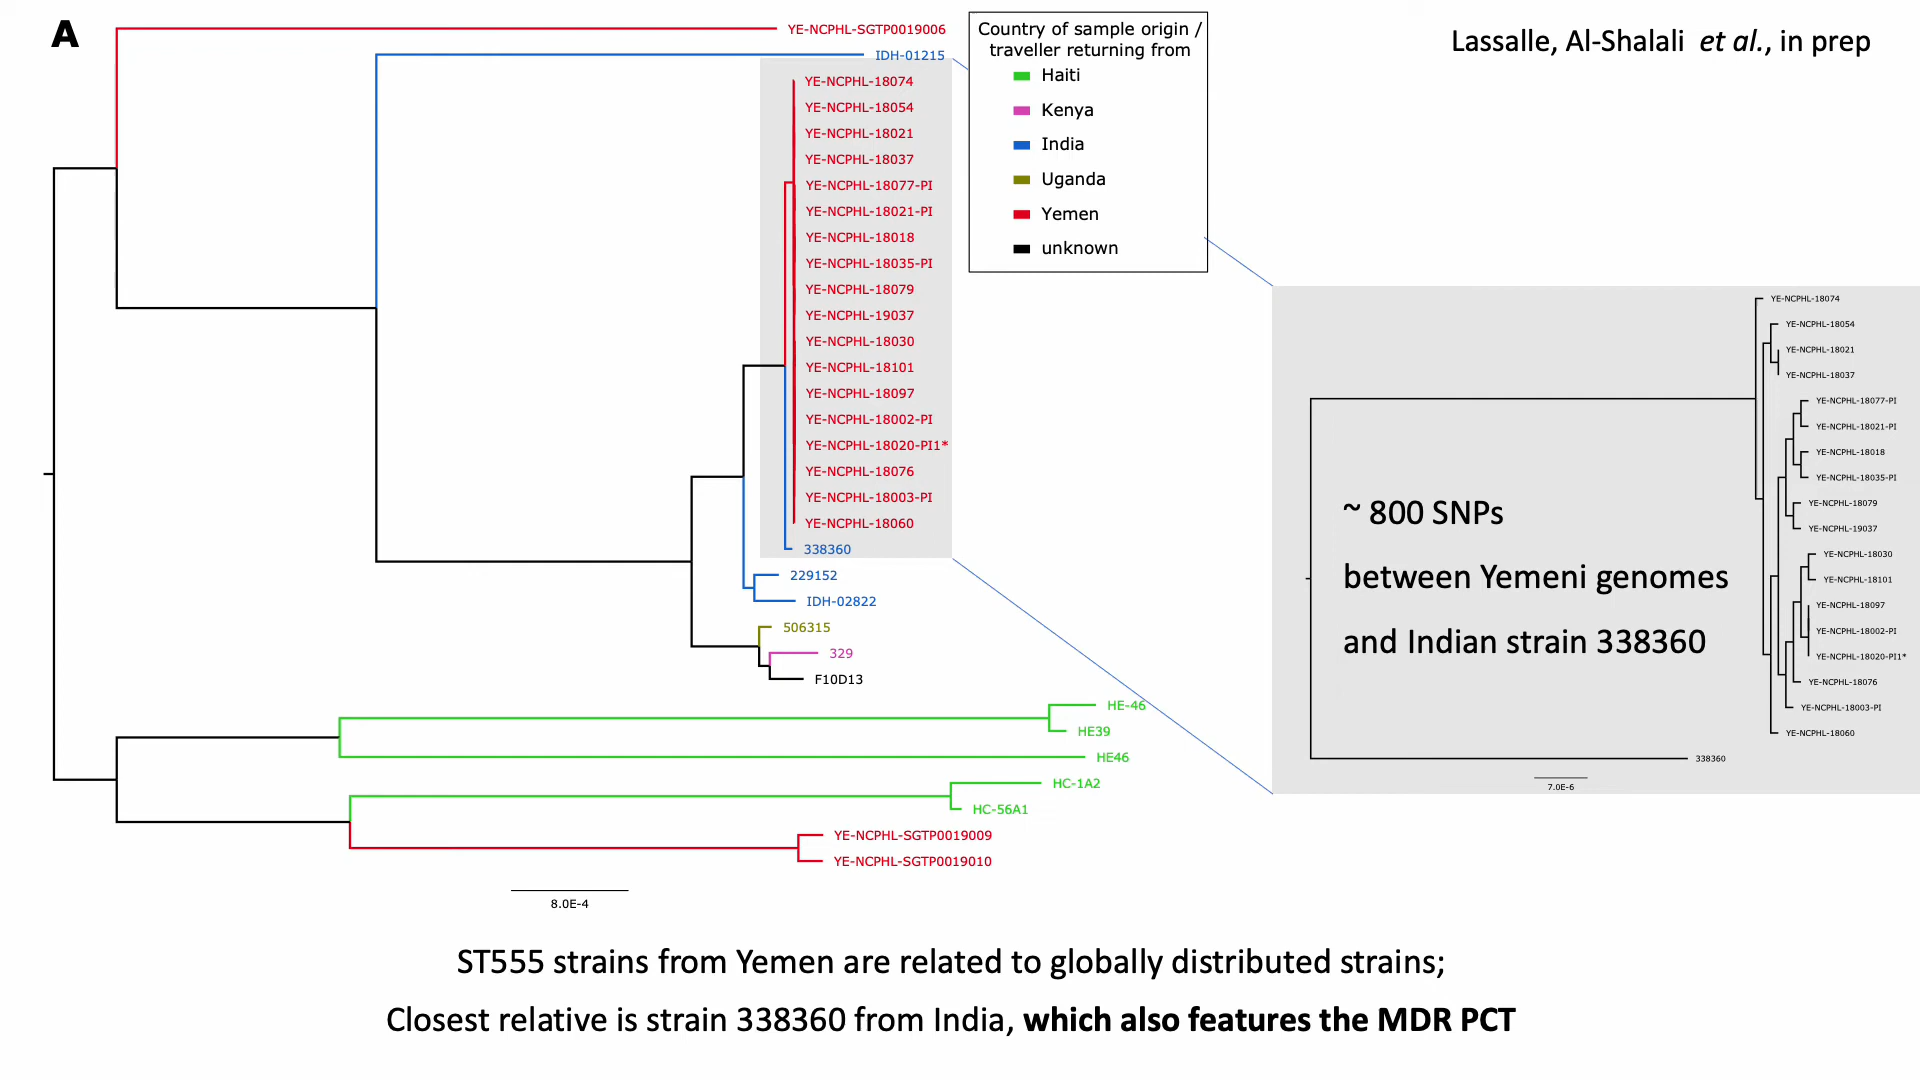 A
Lassalle, Al-Shalali et al., in prep
Country of sample origin /
traveller returning from
Haiti
Kenya
India
Uganda
Yemen
unknown
YE-NCPHL-SGTP0019006
IDH-01215
YE-NCPHL-18074
YE-NCPHL-18054
YE-NCPHL-18021
YE-NCPHL-18037
YE-NCPHL-18077-PI
YE-NCPHL-18021-PI
YE-NCPHL-18018
YE-NCPHL-18035-PI
YE-NCPHL-18079
YE-NCPHL-19037
YE-NCPHL-18030
YE-NCPHL-18101
YE-NCPHL-18097
YE-NCPHL-18002-PI
YE-NCPHL-18020-PI1*
YE-NCPHL-18076
YE-NCPHL-18003-PI
YE-NCPHL-18060
338360
229152
IDH-02822
506315
329
F10D13
HE-46
HE39
HE46
HC-1A2
HC-56A1
YE-NCPHL-SGTP0019009
YE-NCPHL-SGTP0019010
8.0E-4
YE-NCPHL-18074
YE-NCPHL-18054
YE-NCPHL-18021
YE-NCPHL-18037
YE-NCPHL-18077-PI
YE-NCPHL-18021-PI
YE-NCPHL-18018
YE-NCPHL-18035-PI
YE-NCPHL-18079
YE-NCPHL-19037
YE-NCPHL-18030
YE-NCPHL-18101
YE-NCPHL-18097
YE-NCPHL-18002-PI
YE-NCPHL-18020-PI1*
YE-NCPHL-18076
YE-NCPHL-18003-PI
YE-NCPHL-18060
338360
7.0E-6
~ 800 SNPs
between Yemeni genomes
and Indian strain 338360
ST555 strains from Yemen are related to globally distributed strains;
Closest relative is strain 338360 from India, which also features the MDR PCT